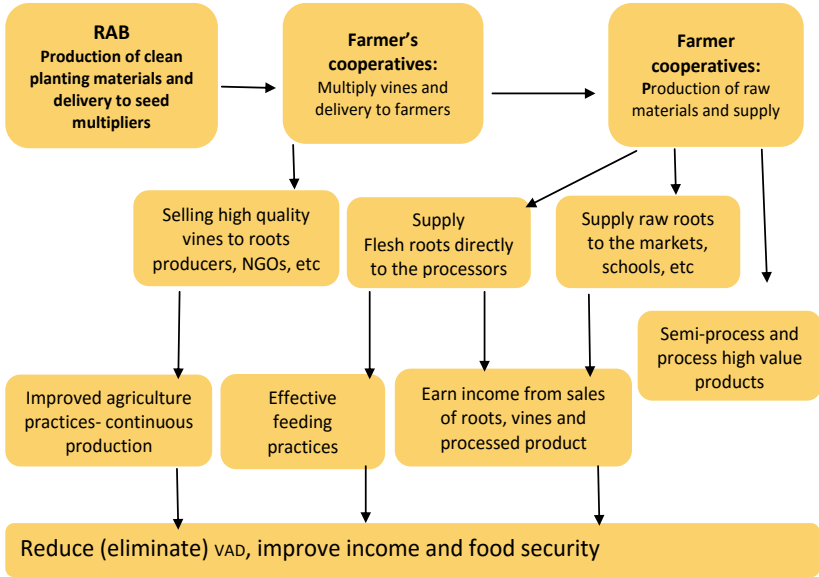 RAB
Production of clean
planting materials and
delivery to seed
multipliers
Farmer's
cooperatives:
Multiply vines and
delivery to farmers
Farmer
cooperatives:
Production of raw
materials and supply
Selling high quality
vines to roots
producers, NGOs, etc
Supply
Flesh roots directly
to the processors
Supply raw roots
to the markets,
schools, etc
Semi-process and
process high value
products
Improved agriculture
practices- continuous
production
Effective
feeding
practices
Earn income from sales
of roots, vines and
processed product
Reduce (eliminate) VAD, improve income and food security